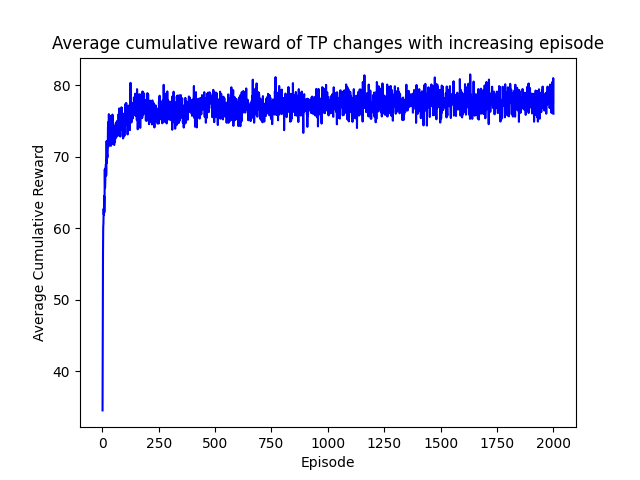 Average cumulative reward of TP changes with increasing episode
80
70
60
50
40
Average Cumulative Reward
0 250 500 750 1000 1250 1500 1750 2000
Episode